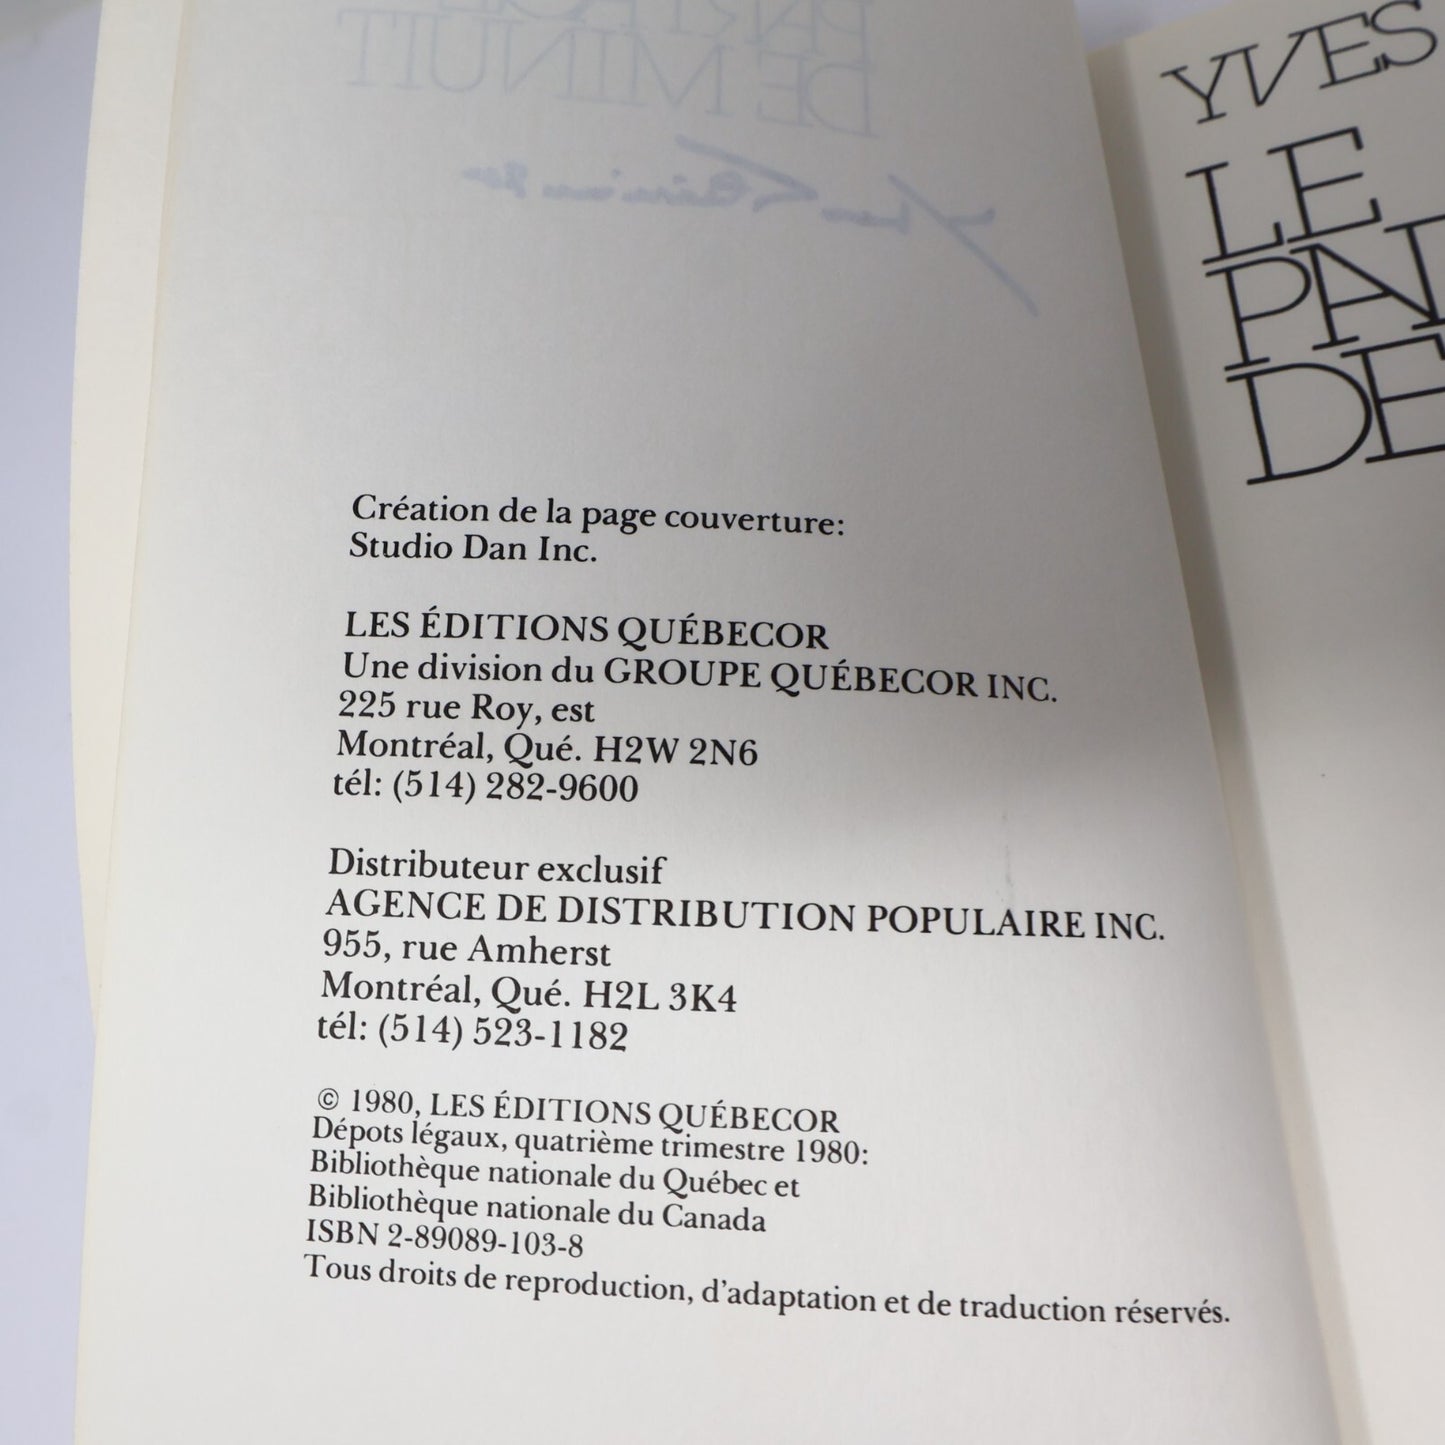 Création de la page couverture:
Studio Dan Inc.
LES ÉDITIONS QUÉBECOR
Une division du GROUPE QUÉBECOR INC.
225 rue Roy, est
Montréal, Qué. H2W 2N6
tél: (514) 282-9600
Distributeur exclusif
AGENCE DE DISTRIBUTION POPULAIRE INC.
955, rue Amherst
Montréal, Qué. H2L 3K4
tél: (514) 523-1182
© 1980, LES ÉDITIONS QUÉBECOR
Dépots légaux, quatrième trimestre 1980:
Bibliothèque nationale du Québec et
Bibliothèque nationale du Canada
ISBN 2-89089-103-8
Tous droits de reproduction, d'adaptation et de traduction réservés.
YVES
LE
PAR
DE
DE MINUIT